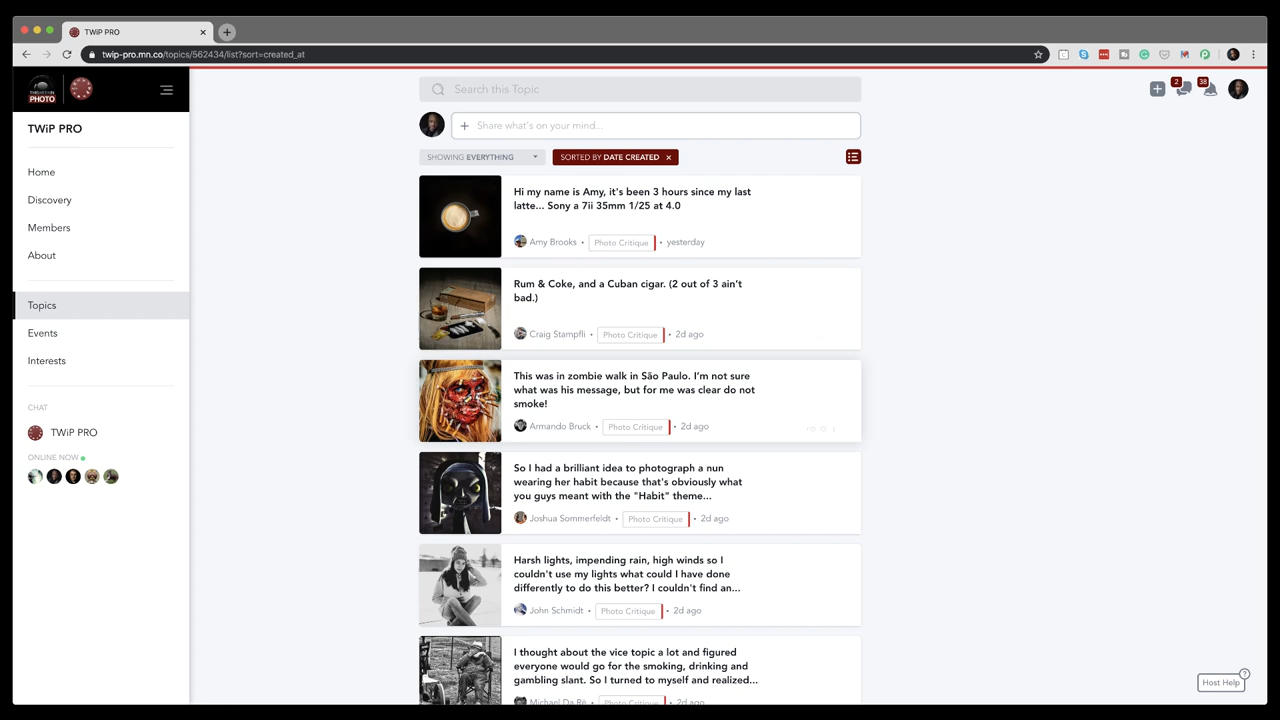 TWiP PRO
twip-pro.mn.co/topics/562434/list?sort=created_at
PHOTO
TWiP PRO
Home
Discovery
Members
About
Topics
Events
Interests
CHAT
TWiP PRO
ONLINE NOW
Search this Topic
2
38
Share what's on your mind...
SHOWING EVERYTHING
SORTED BY DATE CREATED ×
Hi my name is Amy, it's been 3 hours since my last
latte... Sony a 7ii 35mm 1/25 at 4.0
Amy Brooks • Photo Critique • yesterday
Rum & Coke, and a Cuban cigar. (2 out of 3 ain't
bad.)
Craig Stampfli • Photo Critique • 2d ago
This was in zombie walk in São Paulo. I'm not sure
what was his message, but for me was clear do not
smoke!
Armando Bruck • Photo Critique • 2d ago
So I had a brilliant idea to photograph a nun
wearing her habit because that's obviously what
you guys meant with the "Habit" theme...
Joshua Sommerfeldt • Photo Critique • 2d ago
Harsh lights, impending rain, high winds so I
couldn't use my lights what could I have done
differently to do this better? I couldn't find an...
John Schmidt • Photo Critique • 2d ago
I thought about the vice topic a lot and figured
everyone would go for the smoking, drinking and
gambling slant. So I turned to myself and realized...
Michael Da Re • Photo Critique • 2d ago
Host Help
?